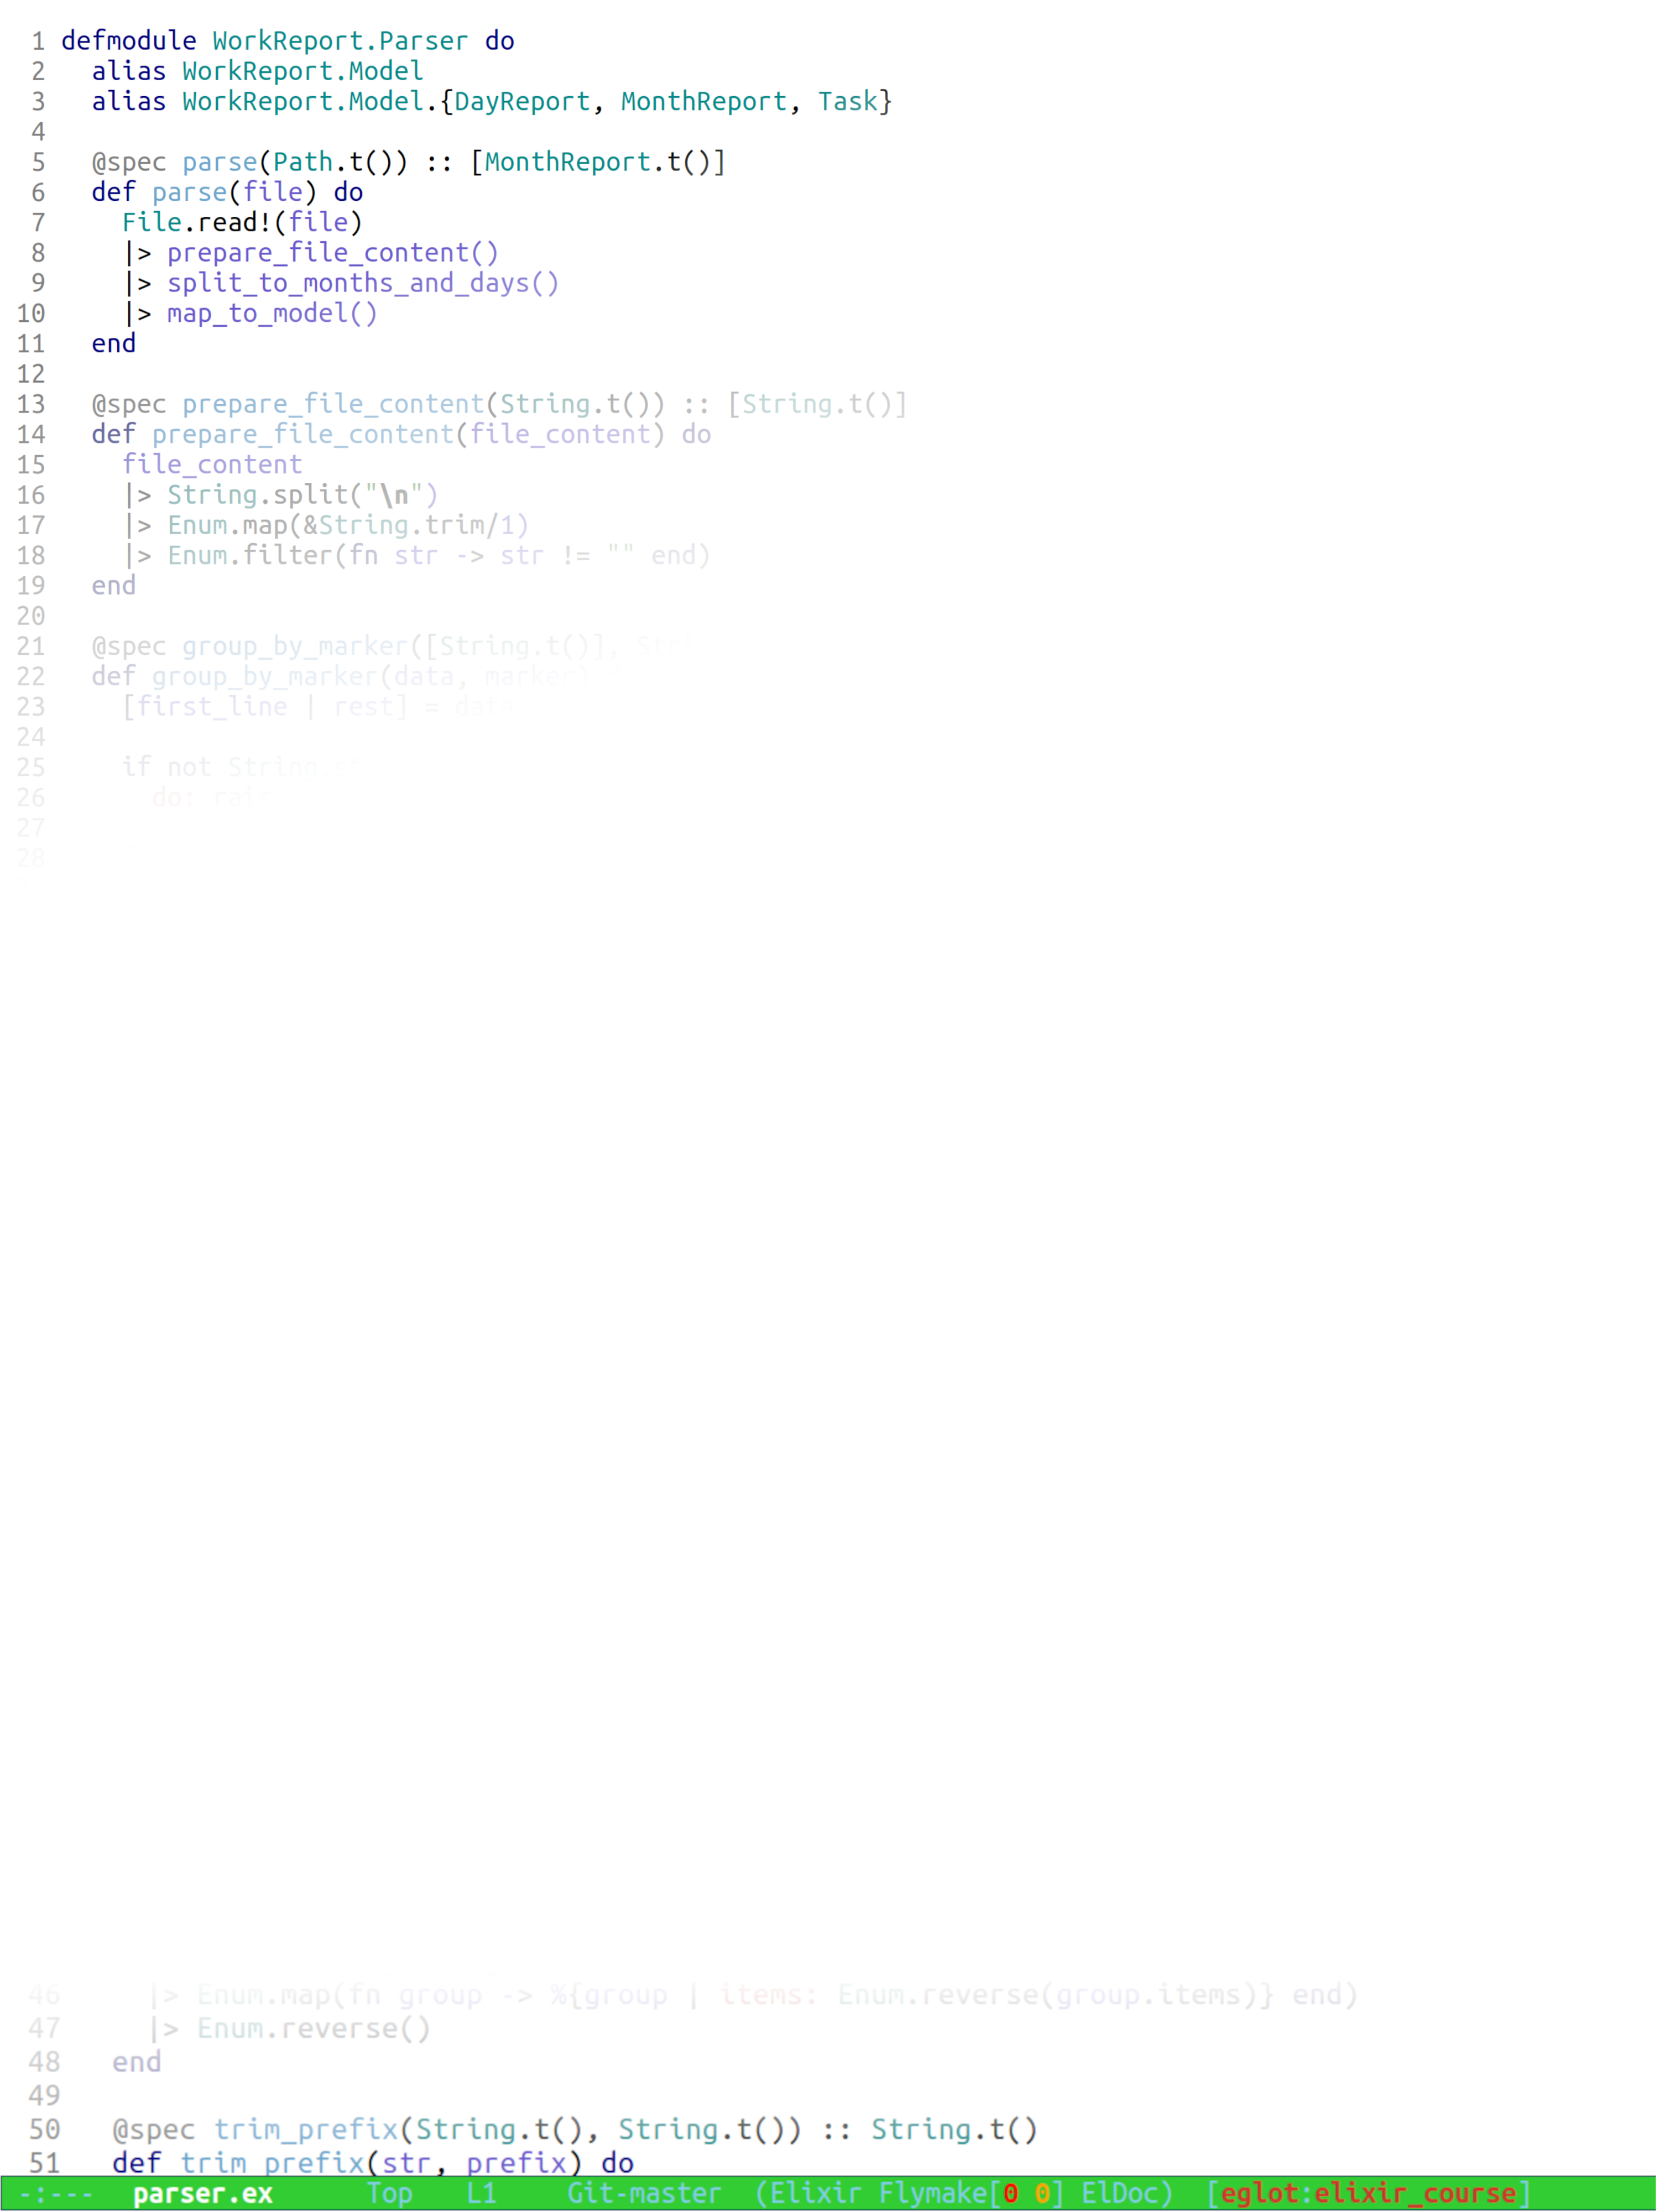 1 defmodule WorkReport.Parser do
2   alias WorkReport.Model
3   alias WorkReport.Model.{DayReport, MonthReport, Task}
4
5   @spec parse(Path.t()) :: [MonthReport.t()]
6   def parse(file) do
7     File.read!(file)
8     |> prepare_file_content()
9     |> split_to_months_and_days()
10     |> map_to_model()
11   end
12
13   @spec prepare_file_content(String.t()) :: [String.t()]
14   def prepare_file_content(file_content) do
15     file_content
16     |> String.split("\n")
17     |> Enum.map(&String.trim/1)
18     |> Enum.filter(fn str -> str != "" end)
19   end
20
21   @spec group_by_marker([String.t()],
22   def group_by_marker(data, marker)
23     [first_line | rest] = data
24
25     if not
26       do:
27
28
46     |> Enum.map(fn group -> %{group | items: Enum.reverse(group.items)} end)
47     |> Enum.reverse()
48   end
49
50   @spec trim_prefix(String.t(), String.t()) :: String.t()
51   def trim_prefix(str, prefix) do
-:---  parser.ex  Top  L1  Git-master  (Elixir Flymake[0 0] ElDoc)  [eglot:elixir_course]